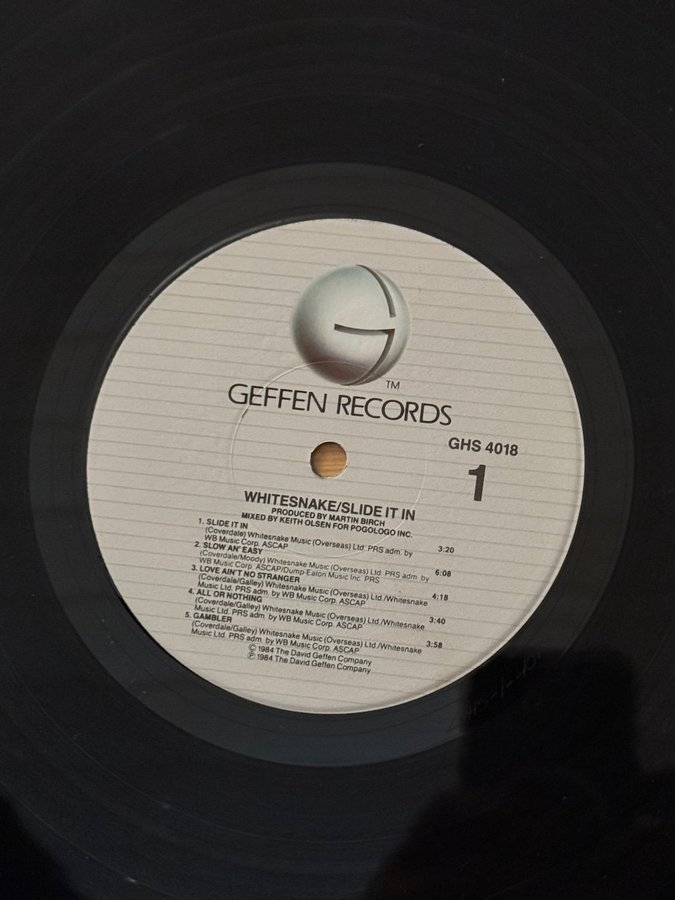 G
TM
GEFFEN RECORDS
GHS 4018
1
WHITESNAKE/SLIDE IT IN
PRODUCED BY MARTIN BIRCH
MIXED BY KEITH OLSEN FOR POGOLOGO INC.
1. SLIDE IT IN 3:20
(Coverdale) Whitesnake Music (Overseas) Ltd. PRS adm. by
WB Music Corp. ASCAP
2. SLOW AN' EASY 6:08
(Coverdale/Moody) Whitesnake Music (Overseas) Ltd. PRS adm. by
WB Music Corp. ASCAP/Dump-Eaton Music Inc. PRS
3. LOVE AIN'T NO STRANGER 4:18
(Coverdale/Galley) Whitesnake Music (Overseas) Ltd./Whitesnake
Music Ltd. PRS adm. by WB Music Corp. ASCAP
4. ALL OR NOTHING 3:40
(Coverdale/Galley) Whitesnake Music (Overseas) Ltd./Whitesnake
Music Ltd. PRS adm. by WB Music Corp. ASCAP
5. GAMBLER 3:58
(Coverdale/Galley) Whitesnake Music (Overseas) Ltd./Whitesnake
Music Ltd. PRS adm. by WB Music Corp. ASCAP
© 1984 The David Geffen Company
℗ 1984 The David Geffen Company